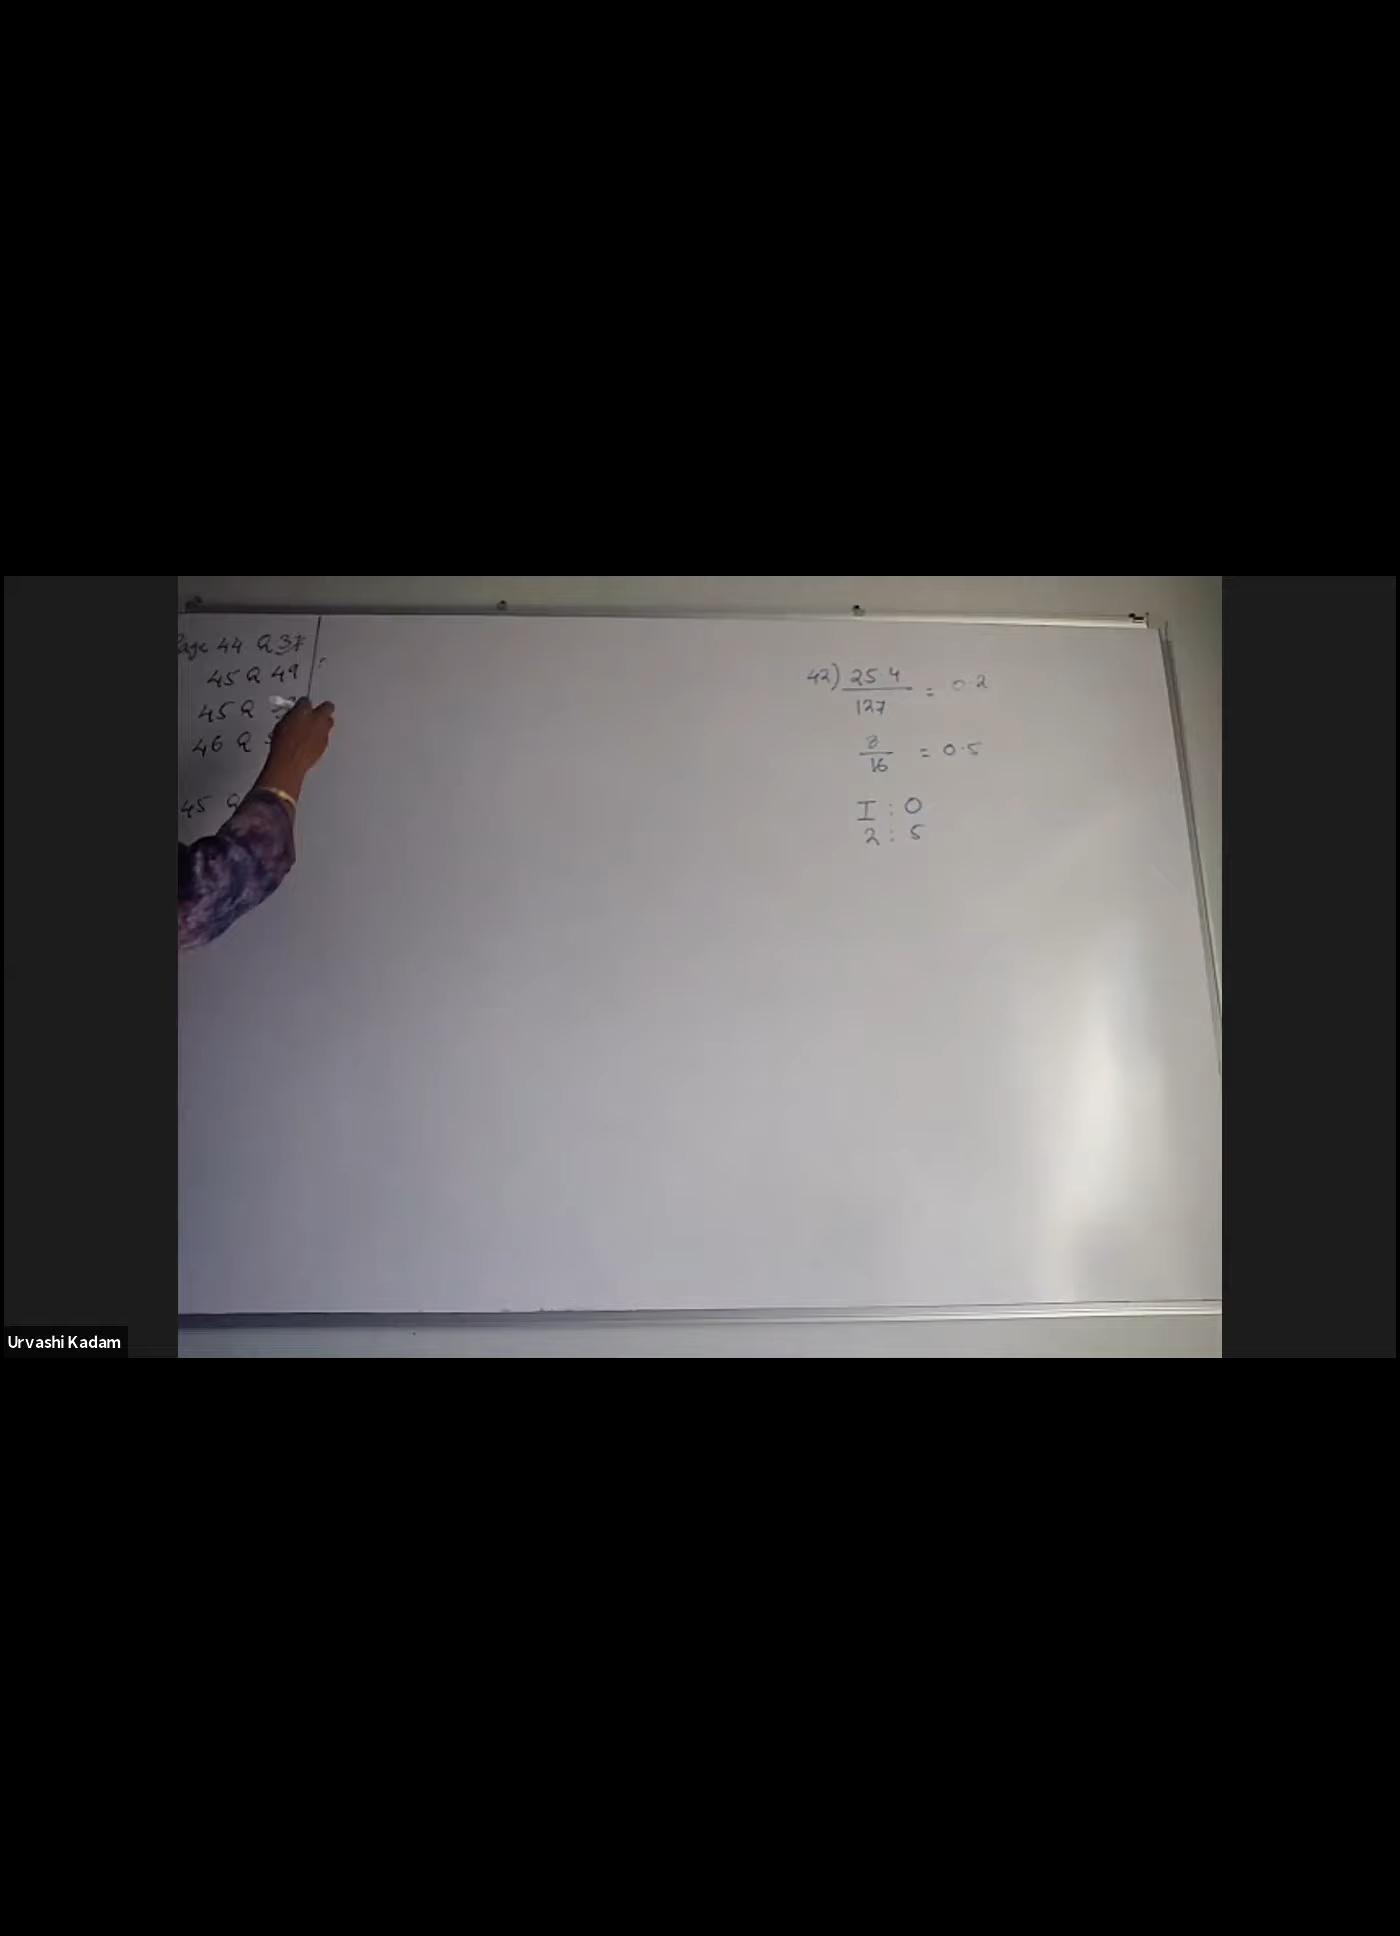 Page 44 Q 37
45 Q 49
45 Q
46 Q
45 Q
42) 25.4
127
= 0.2
8
16
= 0.5
I : 0
2 : 5
Urvashi Kadam